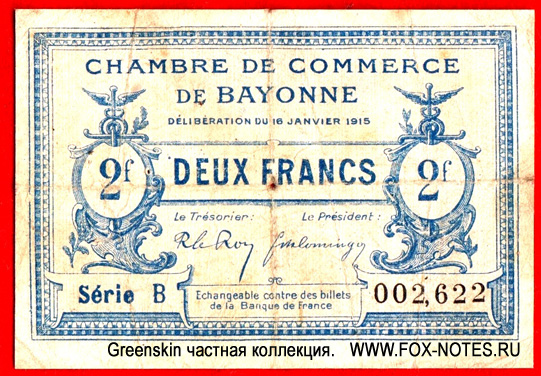 CHAMBRE DE COMMERCE
DE BAYONNE
DÉLIBÉRATION DU 16 JANVIER 1915
2f DEUX FRANCS 2f
Le Trésorier: Le Président:
Série B
Echangeable contre des billets
de la Banque de France
002,622
Greenskin частная коллекция. WWW.FOX-NOTES.RU